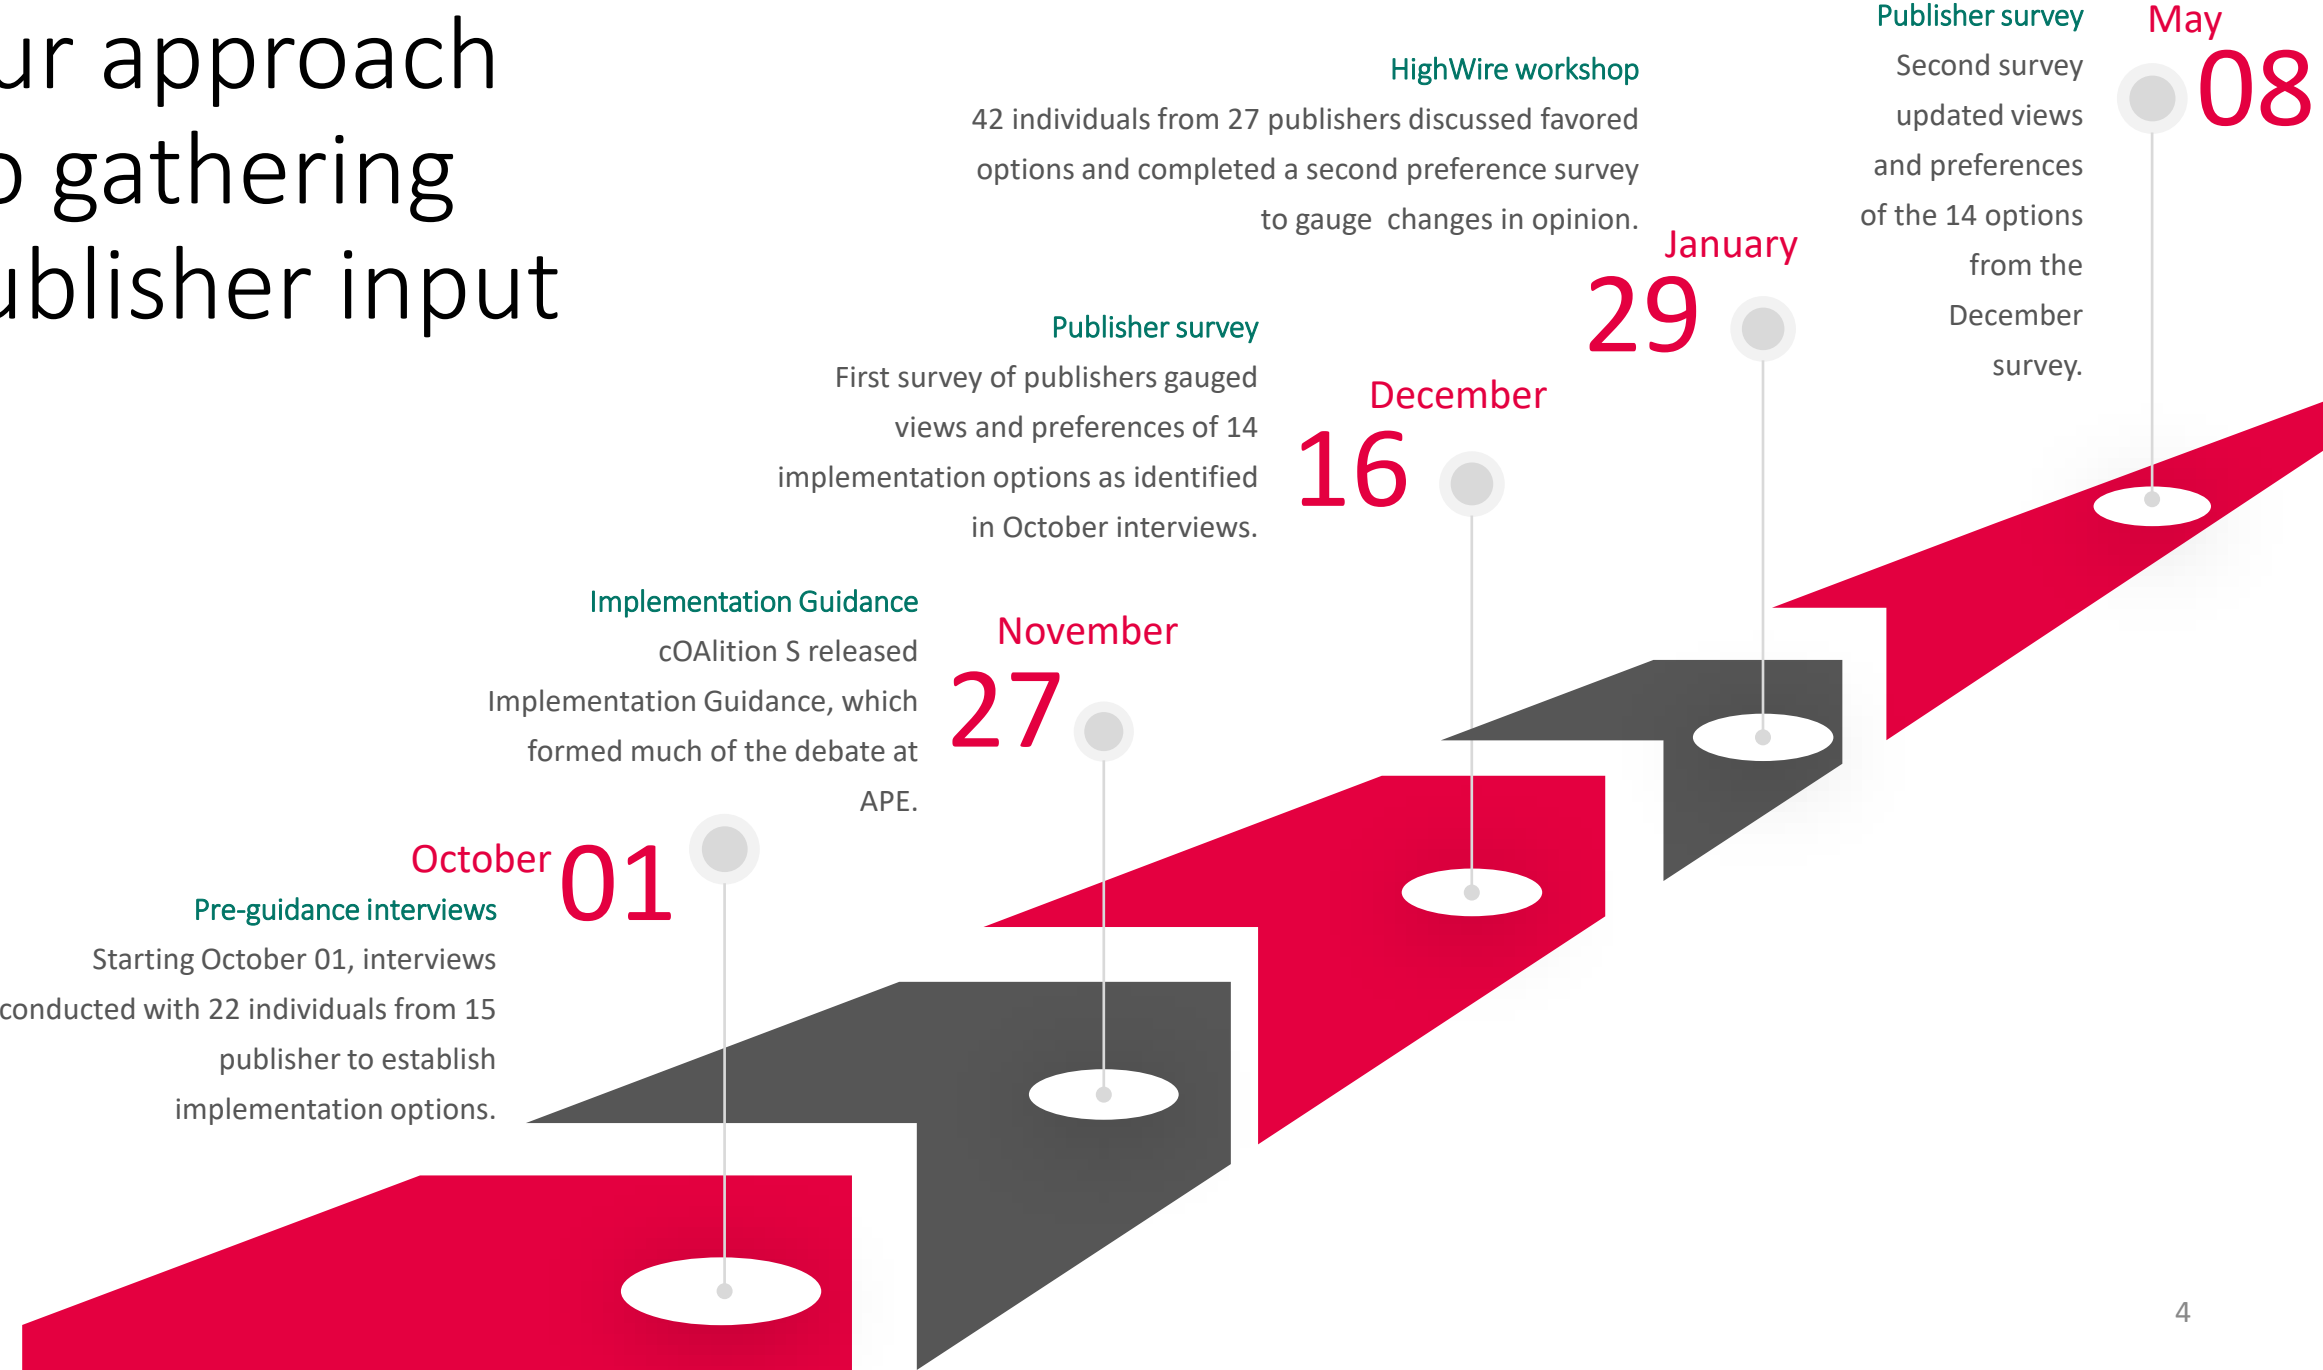 ur approach
o gathering
ublisher input
October 01
Pre-guidance interviews
Starting October 01, interviews
conducted with 22 individuals from 15
publisher to establish
implementation options.
Implementation Guidance
cOAlition S released
Implementation Guidance, which
formed much of the debate at
APE.
November
27
Publisher survey
First survey of publishers gauged
views and preferences of 14
implementation options as identified
in October interviews.
December
16
HighWire workshop
42 individuals from 27 publishers discussed favored
options and completed a second preference survey
to gauge  changes in opinion.
January
29
Publisher survey
Second survey
updated views
and preferences
of the 14 options
from the
December
survey.
May
08
4